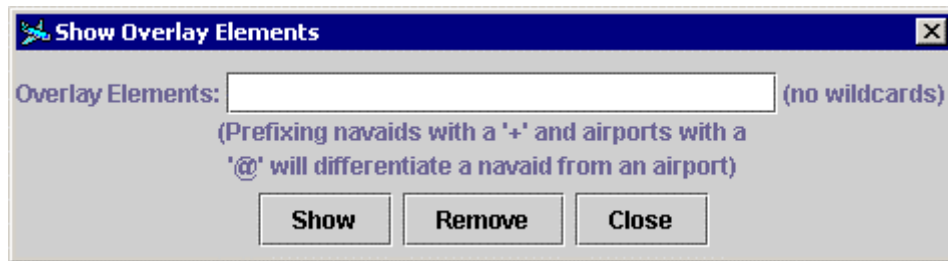 Show Overlay Elements
Overlay Elements: (no wildcards)
(Prefixing navaids with a '+' and airports with a
'@' will differentiate a navaid from an airport)
Show Remove Close